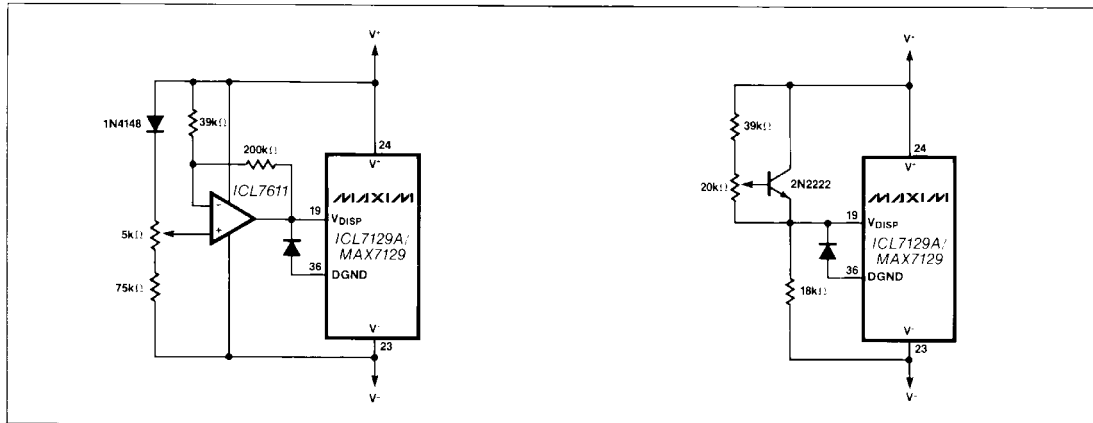 V⁺
1N4148
39kΩ
200kΩ
ICL7611
−
+
5kΩ
75kΩ
24
V⁺
MAXIM
19
VDISP
ICL7129A/
MAX7129
36
DGND
V⁻
23
V⁻
V⁺
39kΩ
20kΩ
2N2222
18kΩ
24
V⁺
MAXIM
19
VDISP
ICL7129A/
MAX7129
36
DGND
V⁻
23
V⁻